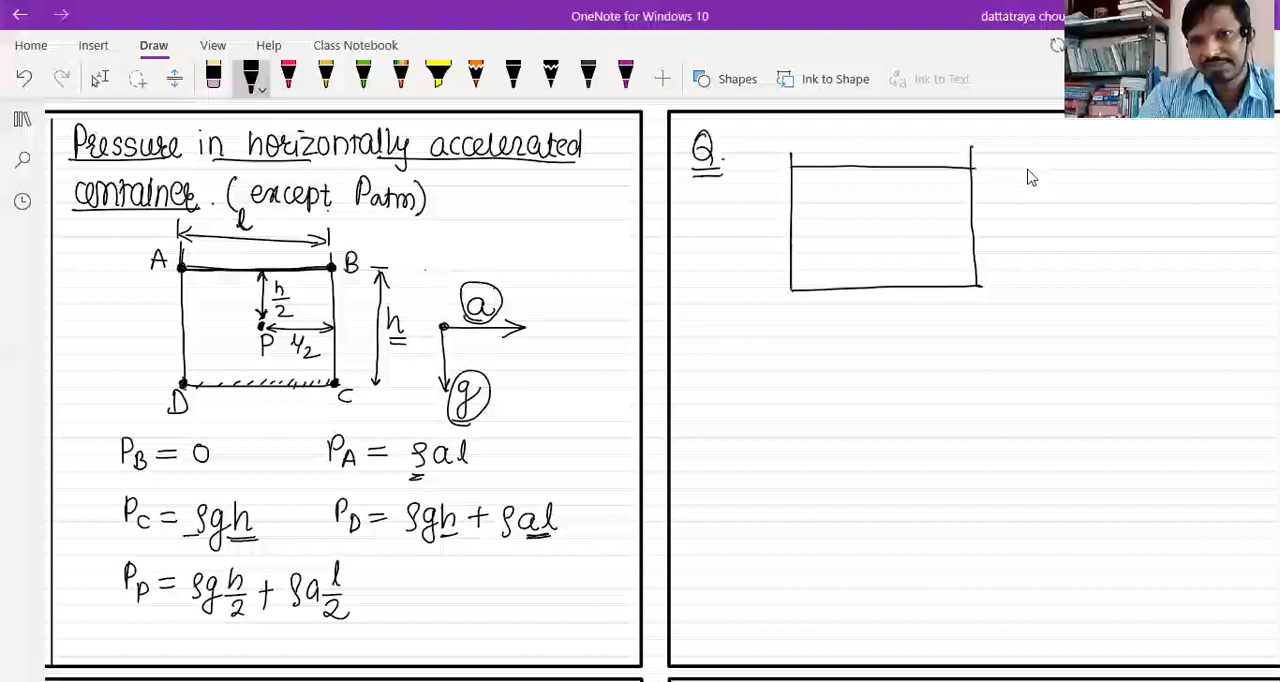 OneNote for Windows 10
dattatraya chou
Home Insert Draw View Help Class Notebook
Shapes Ink to Shape Ink to Text
Pressure in horizontally accelerated
container. (except Patm)
l
A B
h/2
a
h
P l/2
g
D C
P_B = 0 P_A = ρal
P_C = ρgh P_D = ρgh + ρal
P_P = ρg h/2 + ρa l/2
Q.